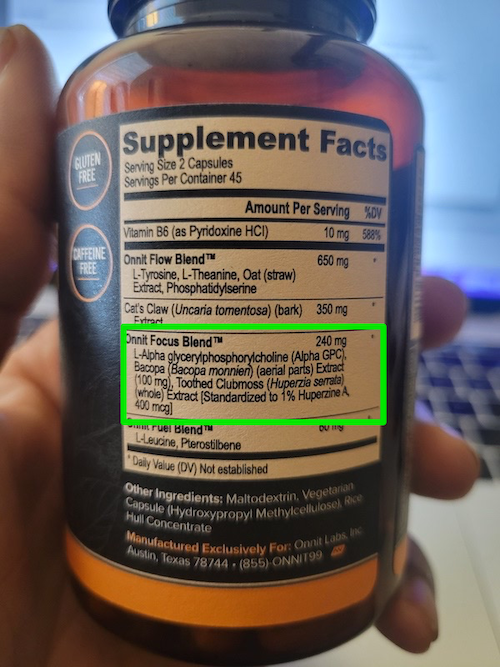 GLUTEN
FREE
CAFFEINE
FREE
Supplement Facts
Serving Size 2 Capsules
Servings Per Container 45
Amount Per Serving %DV
Vitamin B6 (as Pyridoxine HCl) 10 mg 588%
Onnit Flow Blend™ 650 mg *
L-Tyrosine, L-Theanine, Oat (straw)
Extract, Phosphatidylserine
Cat's Claw (Uncaria tomentosa) (bark) 350 mg *
Extract
Onnit Focus Blend™ 240 mg *
L-Alpha glycerylphosphorylcholine (Alpha GPC),
Bacopa (Bacopa monnieri) (aerial parts) Extract
(100 mg), Toothed Clubmoss (Huperzia serrata)
(whole) Extract [Standardized to 1% Huperzine A,
400 mcg]
Onnit Fuel Blend™ 60 mg *
L-Leucine, Pterostilbene
* Daily Value (DV) Not established
Other Ingredients: Maltodextrin, Vegetarian
Capsule (Hydroxypropyl Methylcellulose), Rice
Hull Concentrate
Manufactured Exclusively For: Onnit Labs, Inc.
Austin, Texas 78744 • (855)-ONNIT99